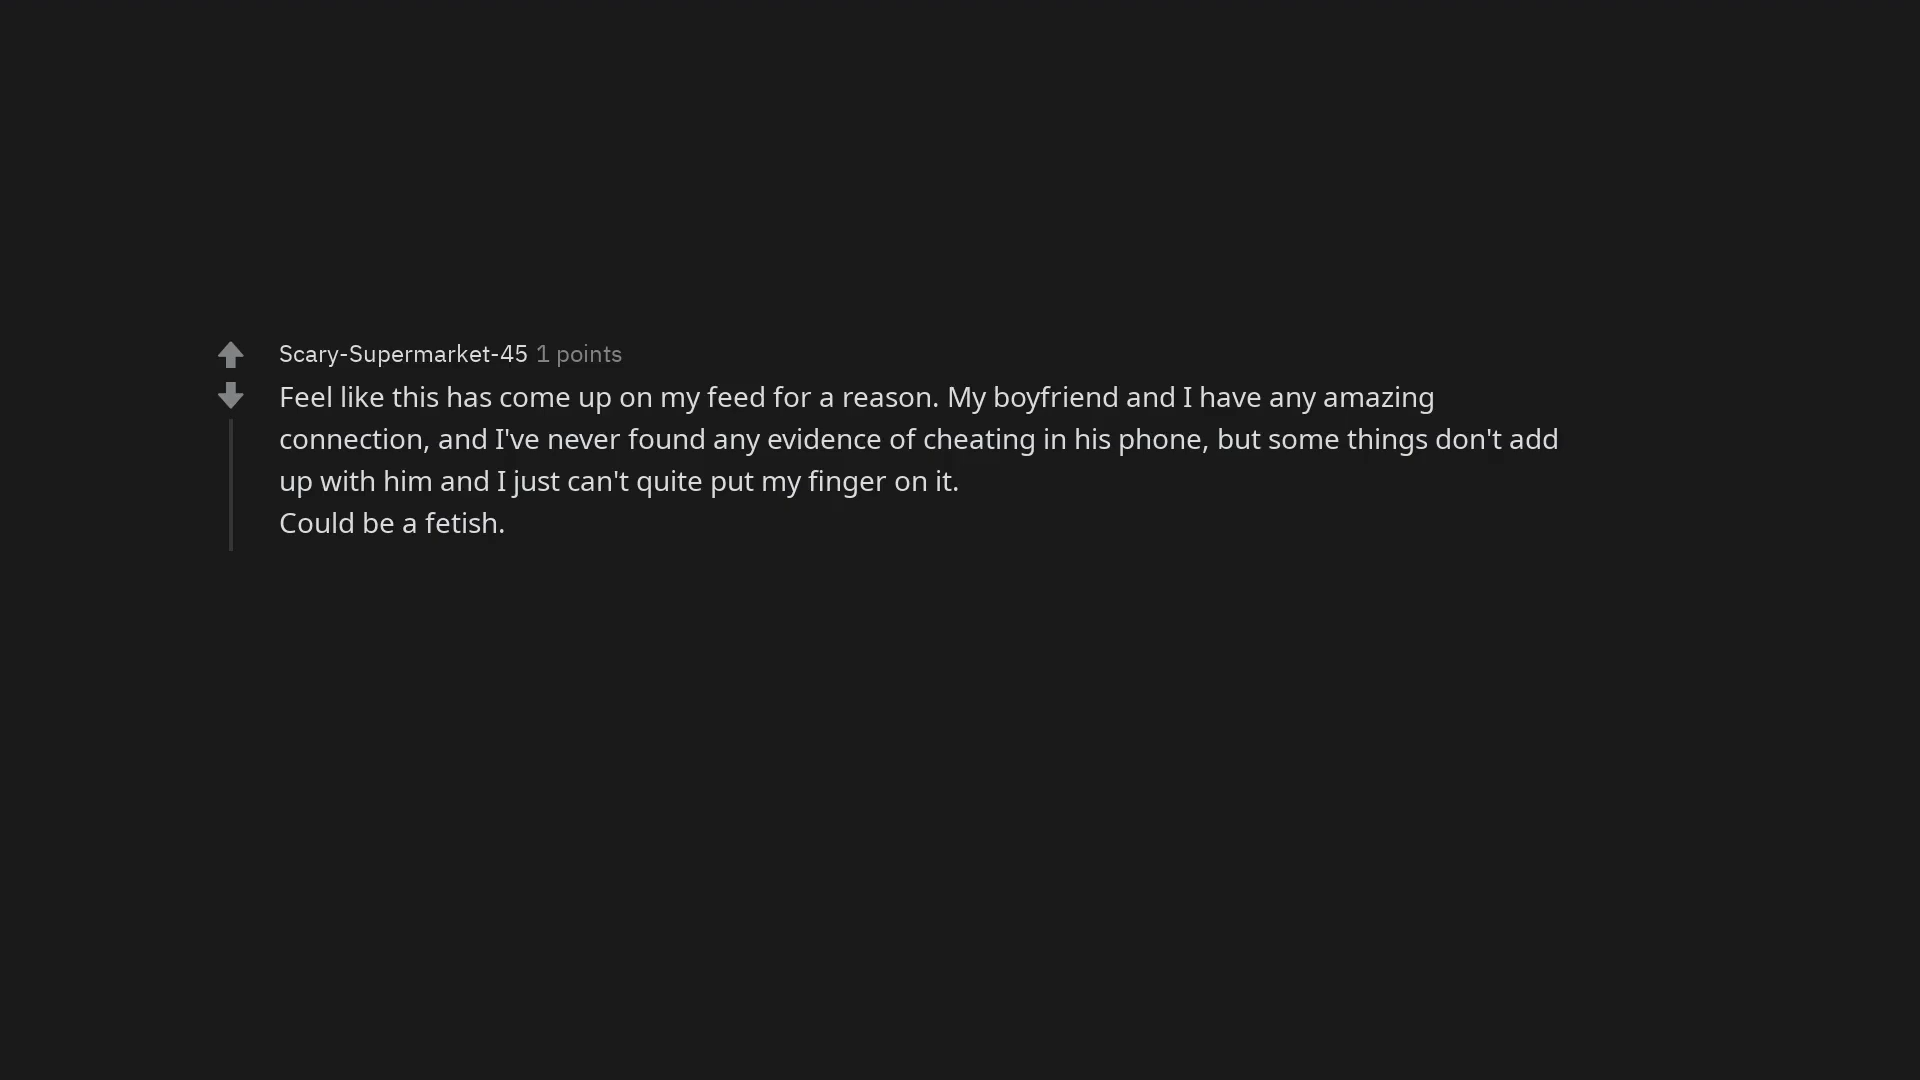 Scary-Supermarket-45 1 points
Feel like this has come up on my feed for a reason. My boyfriend and I have any amazing
connection, and I've never found any evidence of cheating in his phone, but some things don't add
up with him and I just can't quite put my finger on it.
Could be a fetish.